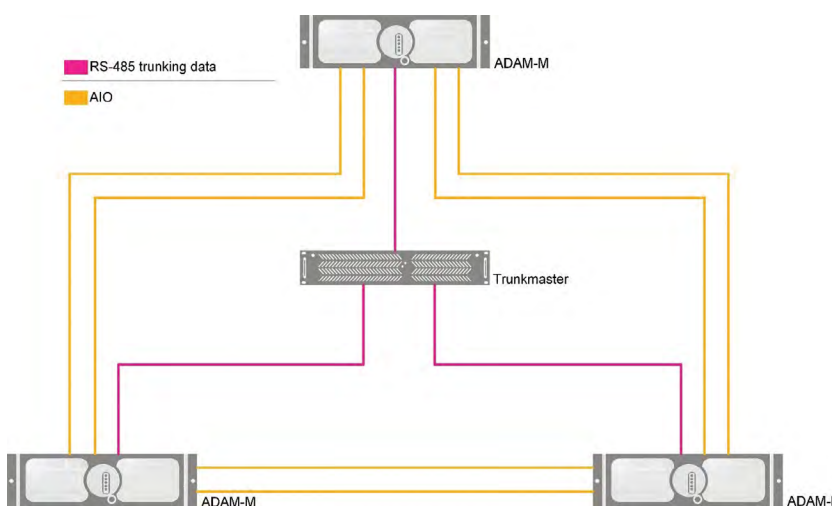 RS-485 trunking data
AIO
ADAM-M
Trunkmaster
ADAM-M